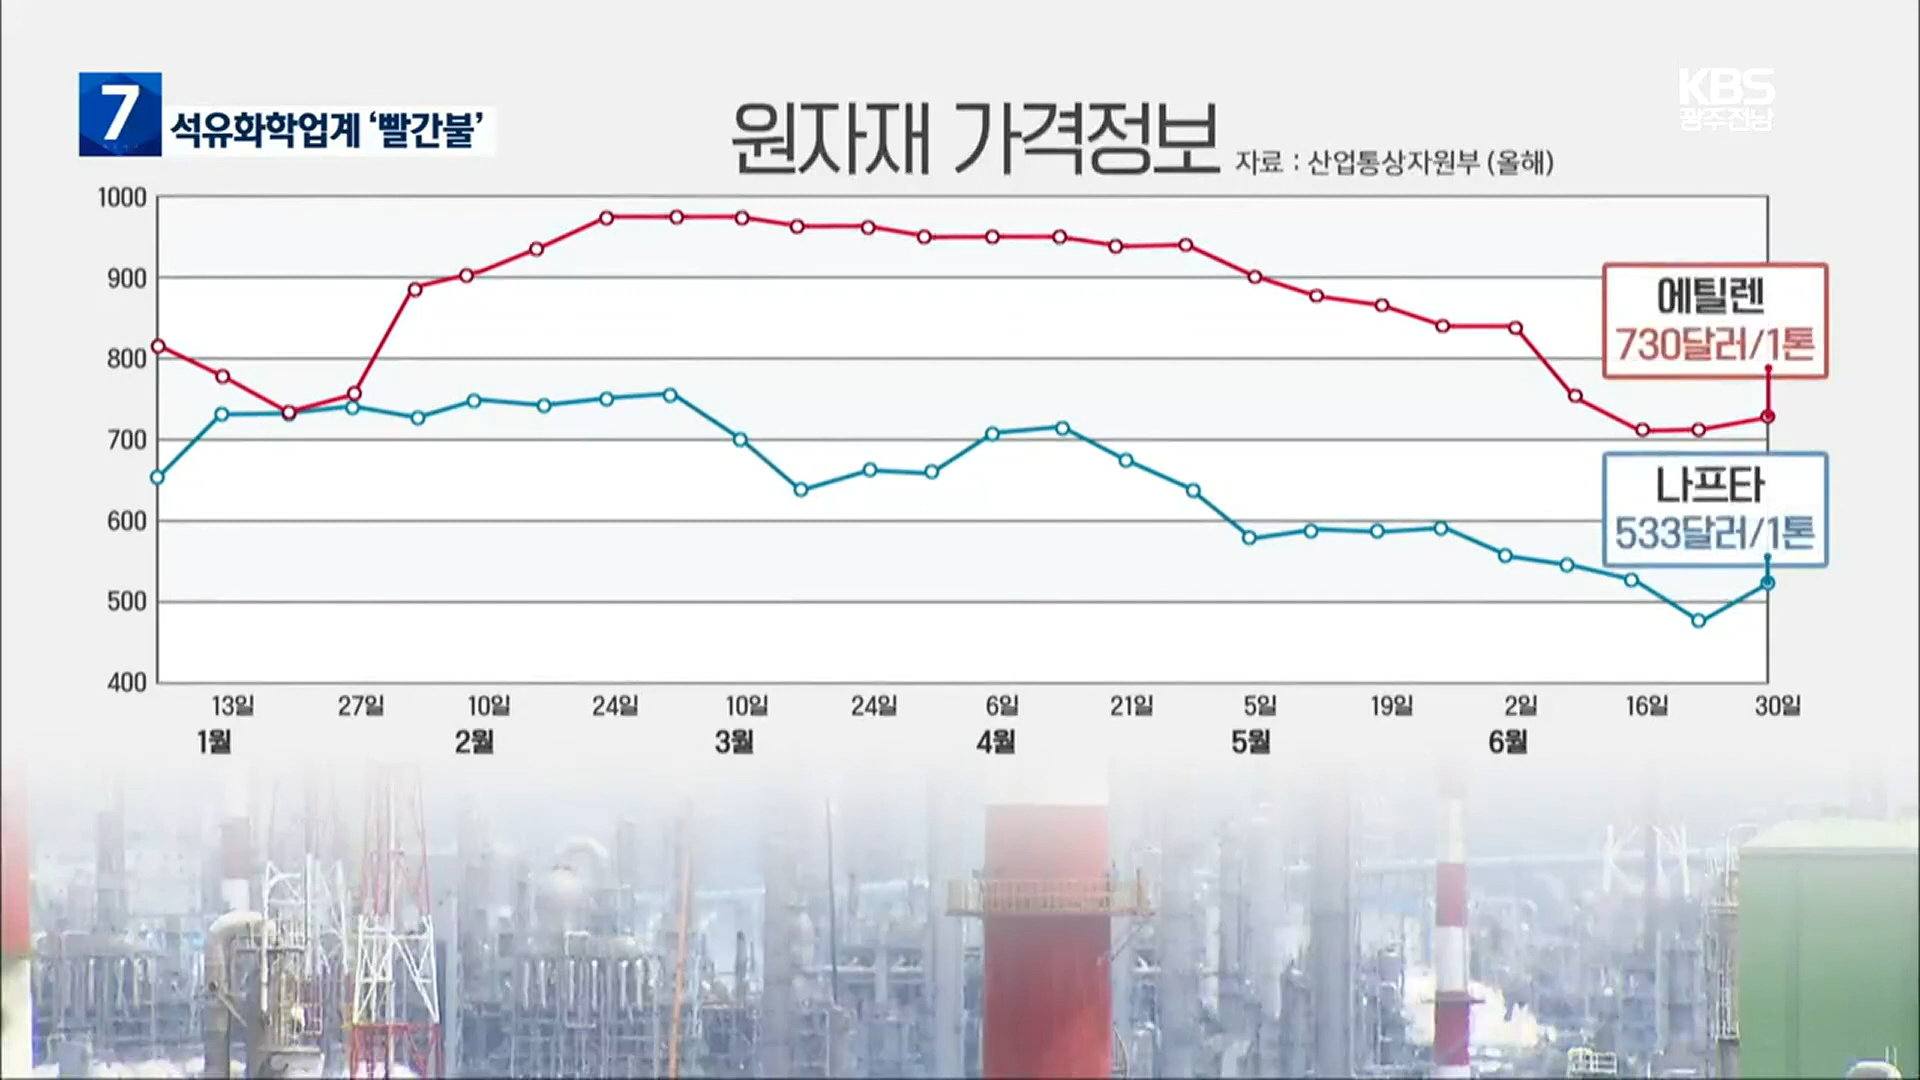 7
석유화학업계 ‘빨간불’
원자재 가격정보
자료 : 산업통상자원부 (올해)
KBS
광주전남
1000
900
800
700
600
500
400
에틸렌
730달러/1톤
나프타
533달러/1톤
13일 27일 10일 24일 10일 24일 6일 21일 5일 19일 2일 16일 30일
1월 2월 3월 4월 5월 6월